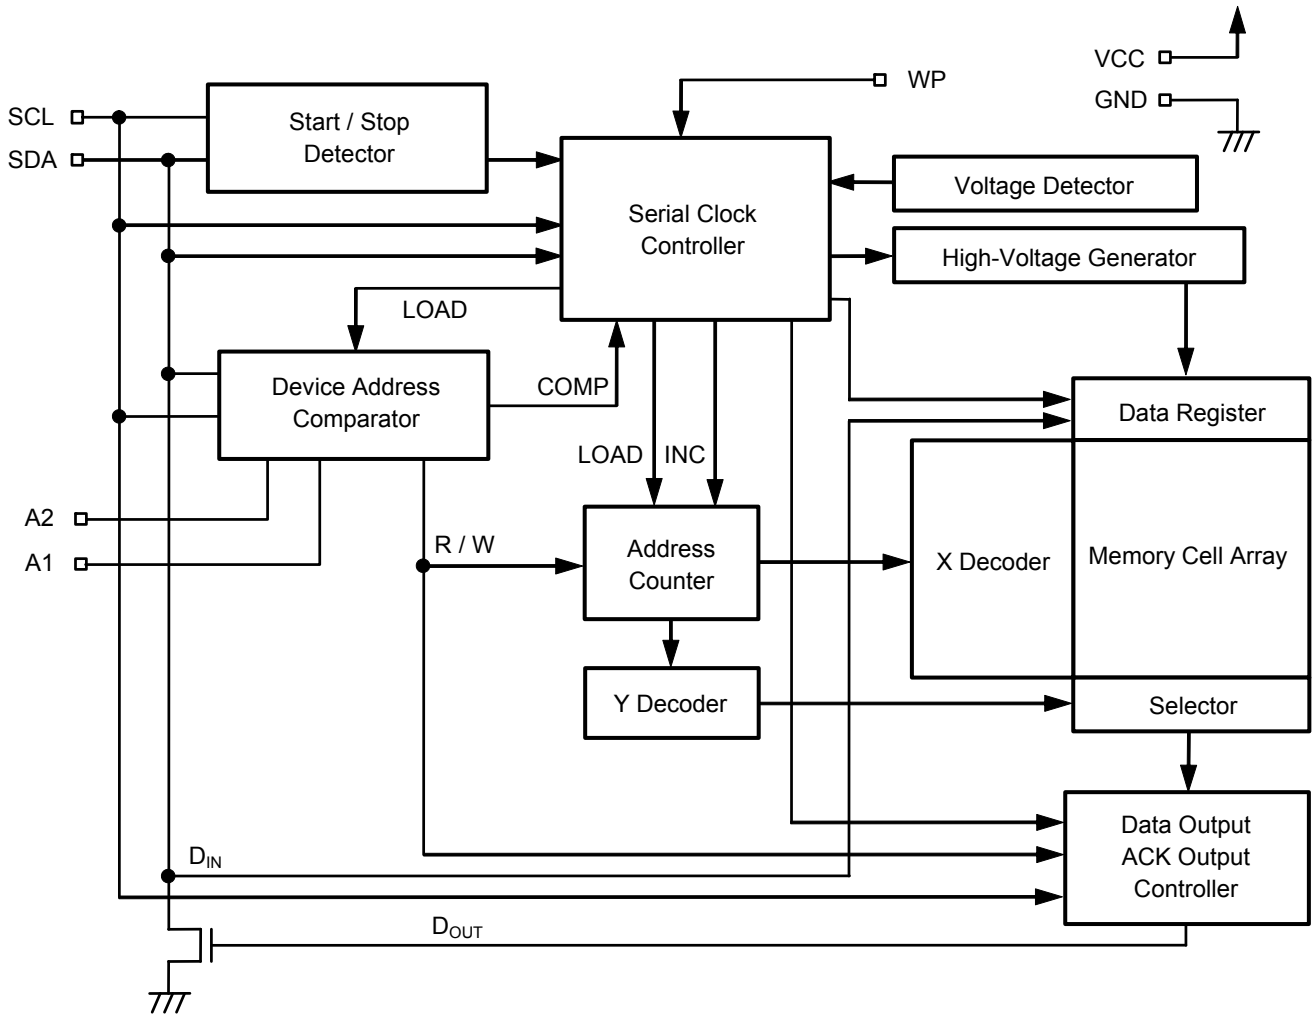 VCC
WP
GND
SCL
SDA
Start / Stop
Detector
Voltage Detector
Serial Clock
Controller
High-Voltage Generator
LOAD
Device Address
Comparator
COMP
Data Register
LOAD
INC
A2
A1
R / W
Address
Counter
X Decoder
Memory Cell Array
Y Decoder
Selector
Data Output
ACK Output
Controller
DIN
DOUT